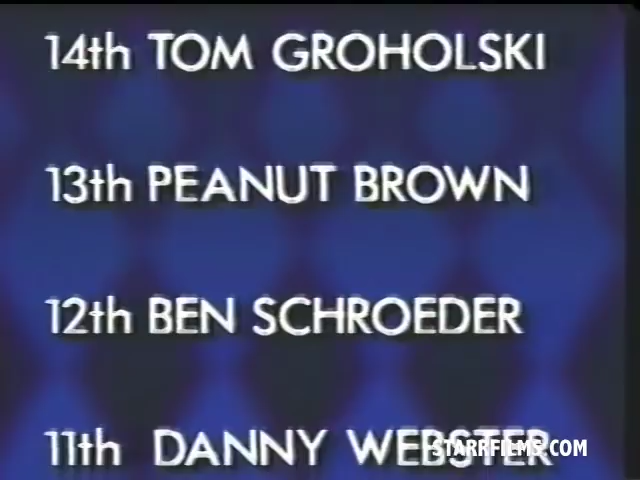 14th TOM GROHOLSKI
13th PEANUT BROWN
12th BEN SCHROEDER
11th DANNY WEBSTER
STARRFILMS.COM